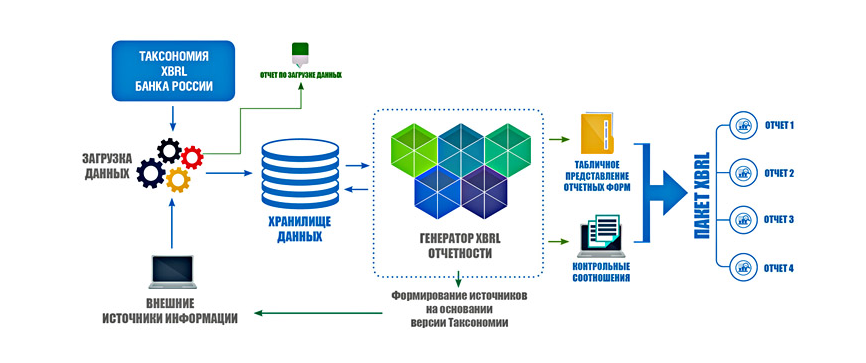 ТАКСОНОМИЯ
XBRL
БАНКА РОССИИ
ОТЧЕТ ПО ЗАГРУЗКЕ ДАННЫХ
ЗАГРУЗКА
ДАННЫХ
ХРАНИЛИЩЕ
ДАННЫХ
ВНЕШНИЕ
ИСТОЧНИКИ ИНФОРМАЦИИ
ГЕНЕРАТОР XBRL
ОТЧЕТНОСТИ
Формирование источников
на основании
версии Таксономии
ТАБЛИЧНОЕ
ПРЕДСТАВЛЕНИЕ
ОТЧЕТНЫХ ФОРМ
КОНТРОЛЬНЫЕ
СООТНОШЕНИЯ
ПАКЕТ XBRL
ОТЧЕТ 1
ОТЧЕТ 2
ОТЧЕТ 3
ОТЧЕТ 4